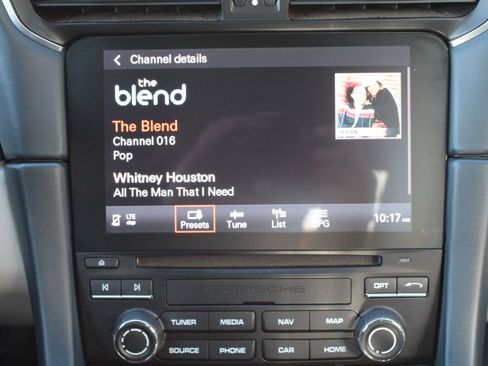 Channel details
the
blend
The Blend
Channel 016
Pop
Whitney Houston
All The Man That I Need
LTE
Presets
Tune
List
EPG
10:17 AM
PORSCHE
OPT
TUNER
MEDIA
NAV
MAP
SOURCE
PHONE
CAR
HOME